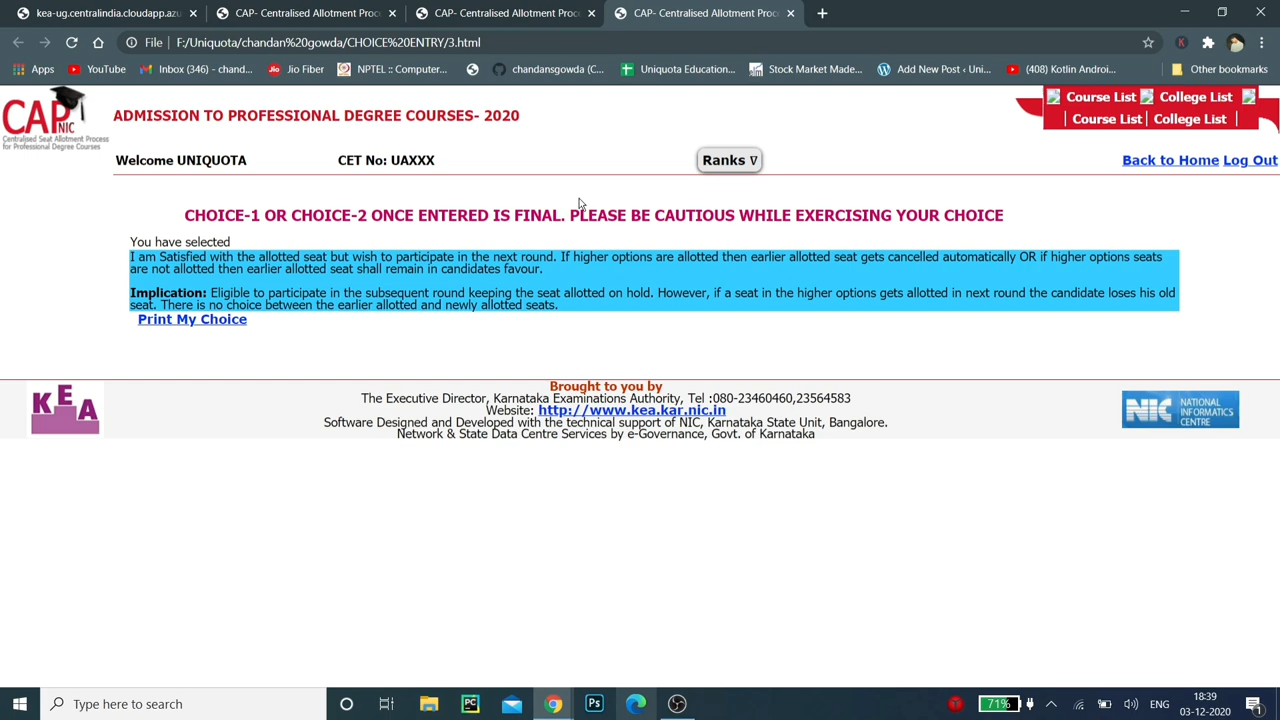 kea-ug.centralindia.cloudapp.azu
CAP- Centralised Allotment Proc
CAP- Centralised Allotment Proc
CAP- Centralised Allotment Proc
File F:/Uniquota/chandan%20gowda/CHOICE%20ENTRY/3.html
Apps YouTube Inbox (346) - chand... Jio Fiber NPTEL :: Computer... chandansgowda (C... Uniquota Education... Stock Market Made... Add New Post ‹ Uni... (408) Kotlin Androi... Other bookmarks
CAP NIC
Centralised Seat Allotment Process
for Professional Degree Courses
ADMISSION TO PROFESSIONAL DEGREE COURSES- 2020
Course List College List
| Course List | College List |
Welcome UNIQUOTA CET No: UAXXX Ranks ∇ Back to Home Log Out
CHOICE-1 OR CHOICE-2 ONCE ENTERED IS FINAL. PLEASE BE CAUTIOUS WHILE EXERCISING YOUR CHOICE
You have selected
I am Satisfied with the allotted seat but wish to participate in the next round. If higher options are allotted then earlier allotted seat gets cancelled automatically OR if higher options seats
are not allotted then earlier allotted seat shall remain in candidates favour.
Implication: Eligible to participate in the subsequent round keeping the seat allotted on hold. However, if a seat in the higher options gets allotted in next round the candidate loses his old
seat. There is no choice between the earlier allotted and newly allotted seats.
Print My Choice
KEA
Brought to you by
The Executive Director, Karnataka Examinations Authority, Tel :080-23460460,23564583
Website: http://www.kea.kar.nic.in
Software Designed and Developed with the technical support of NIC, Karnataka State Unit, Bangalore.
Network & State Data Centre Services by e-Governance, Govt. of Karnataka
NIC NATIONAL
INFORMATICS
CENTRE
Type here to search
PC
Ps
71%
ENG
18:39
03-12-2020
1